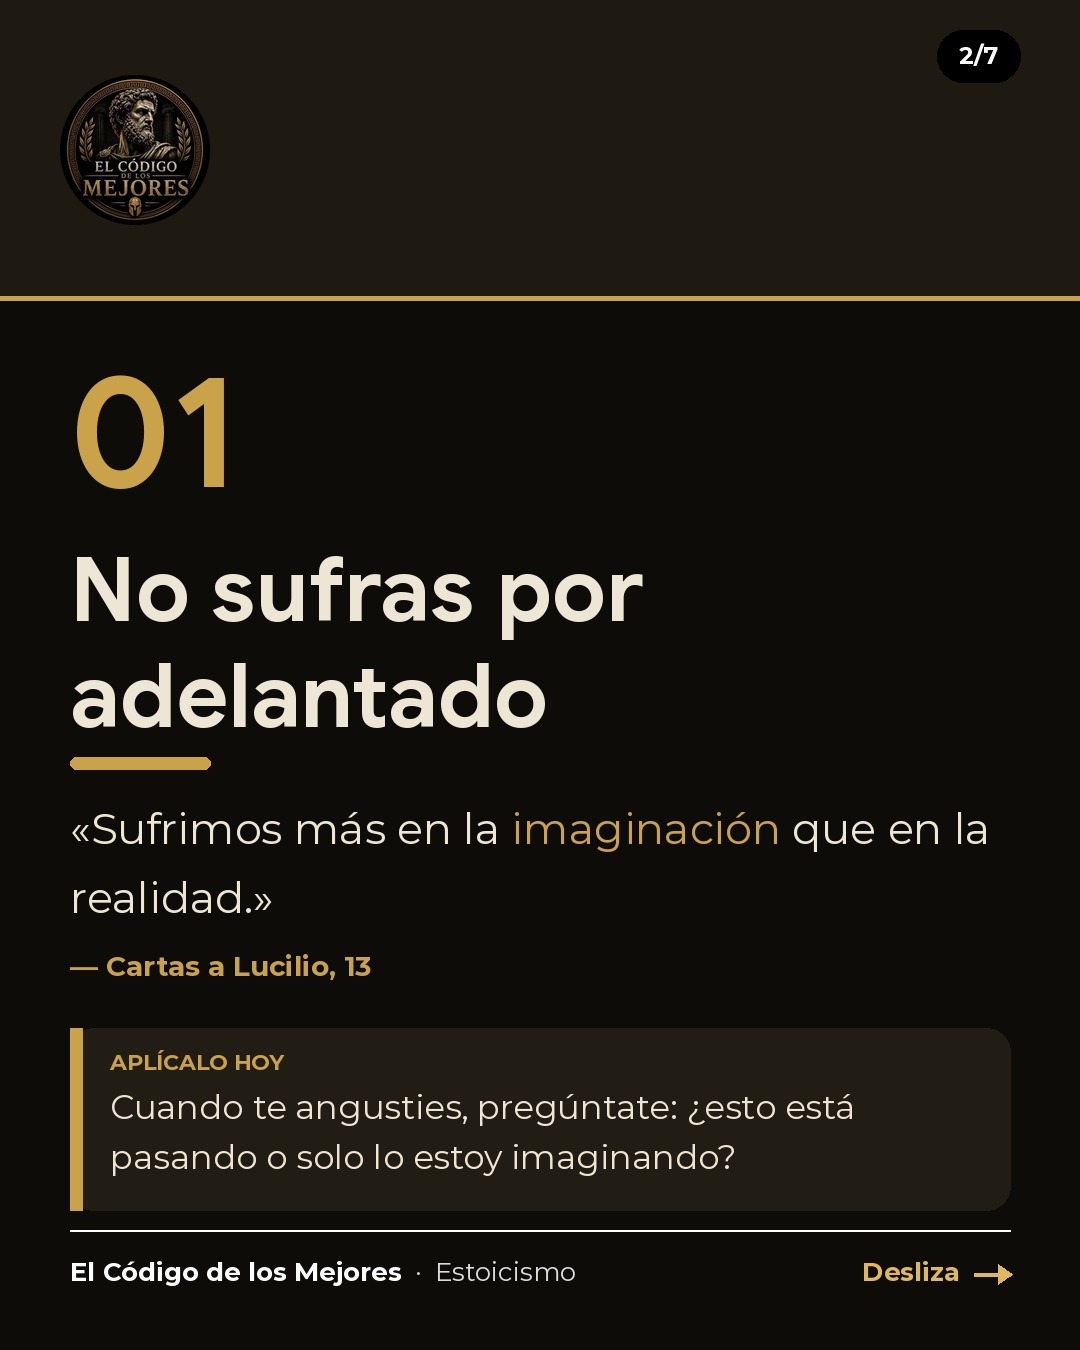 2/7
EL CÓDIGO
DE LOS
MEJORES
01
No sufras por
adelantado
«Sufrimos más en la imaginación que en la
realidad.»
— Cartas a Lucilio, 13
APLÍCALO HOY
Cuando te angusties, pregúntate: ¿esto está
pasando o solo lo estoy imaginando?
El Código de los Mejores · Estoicismo
Desliza